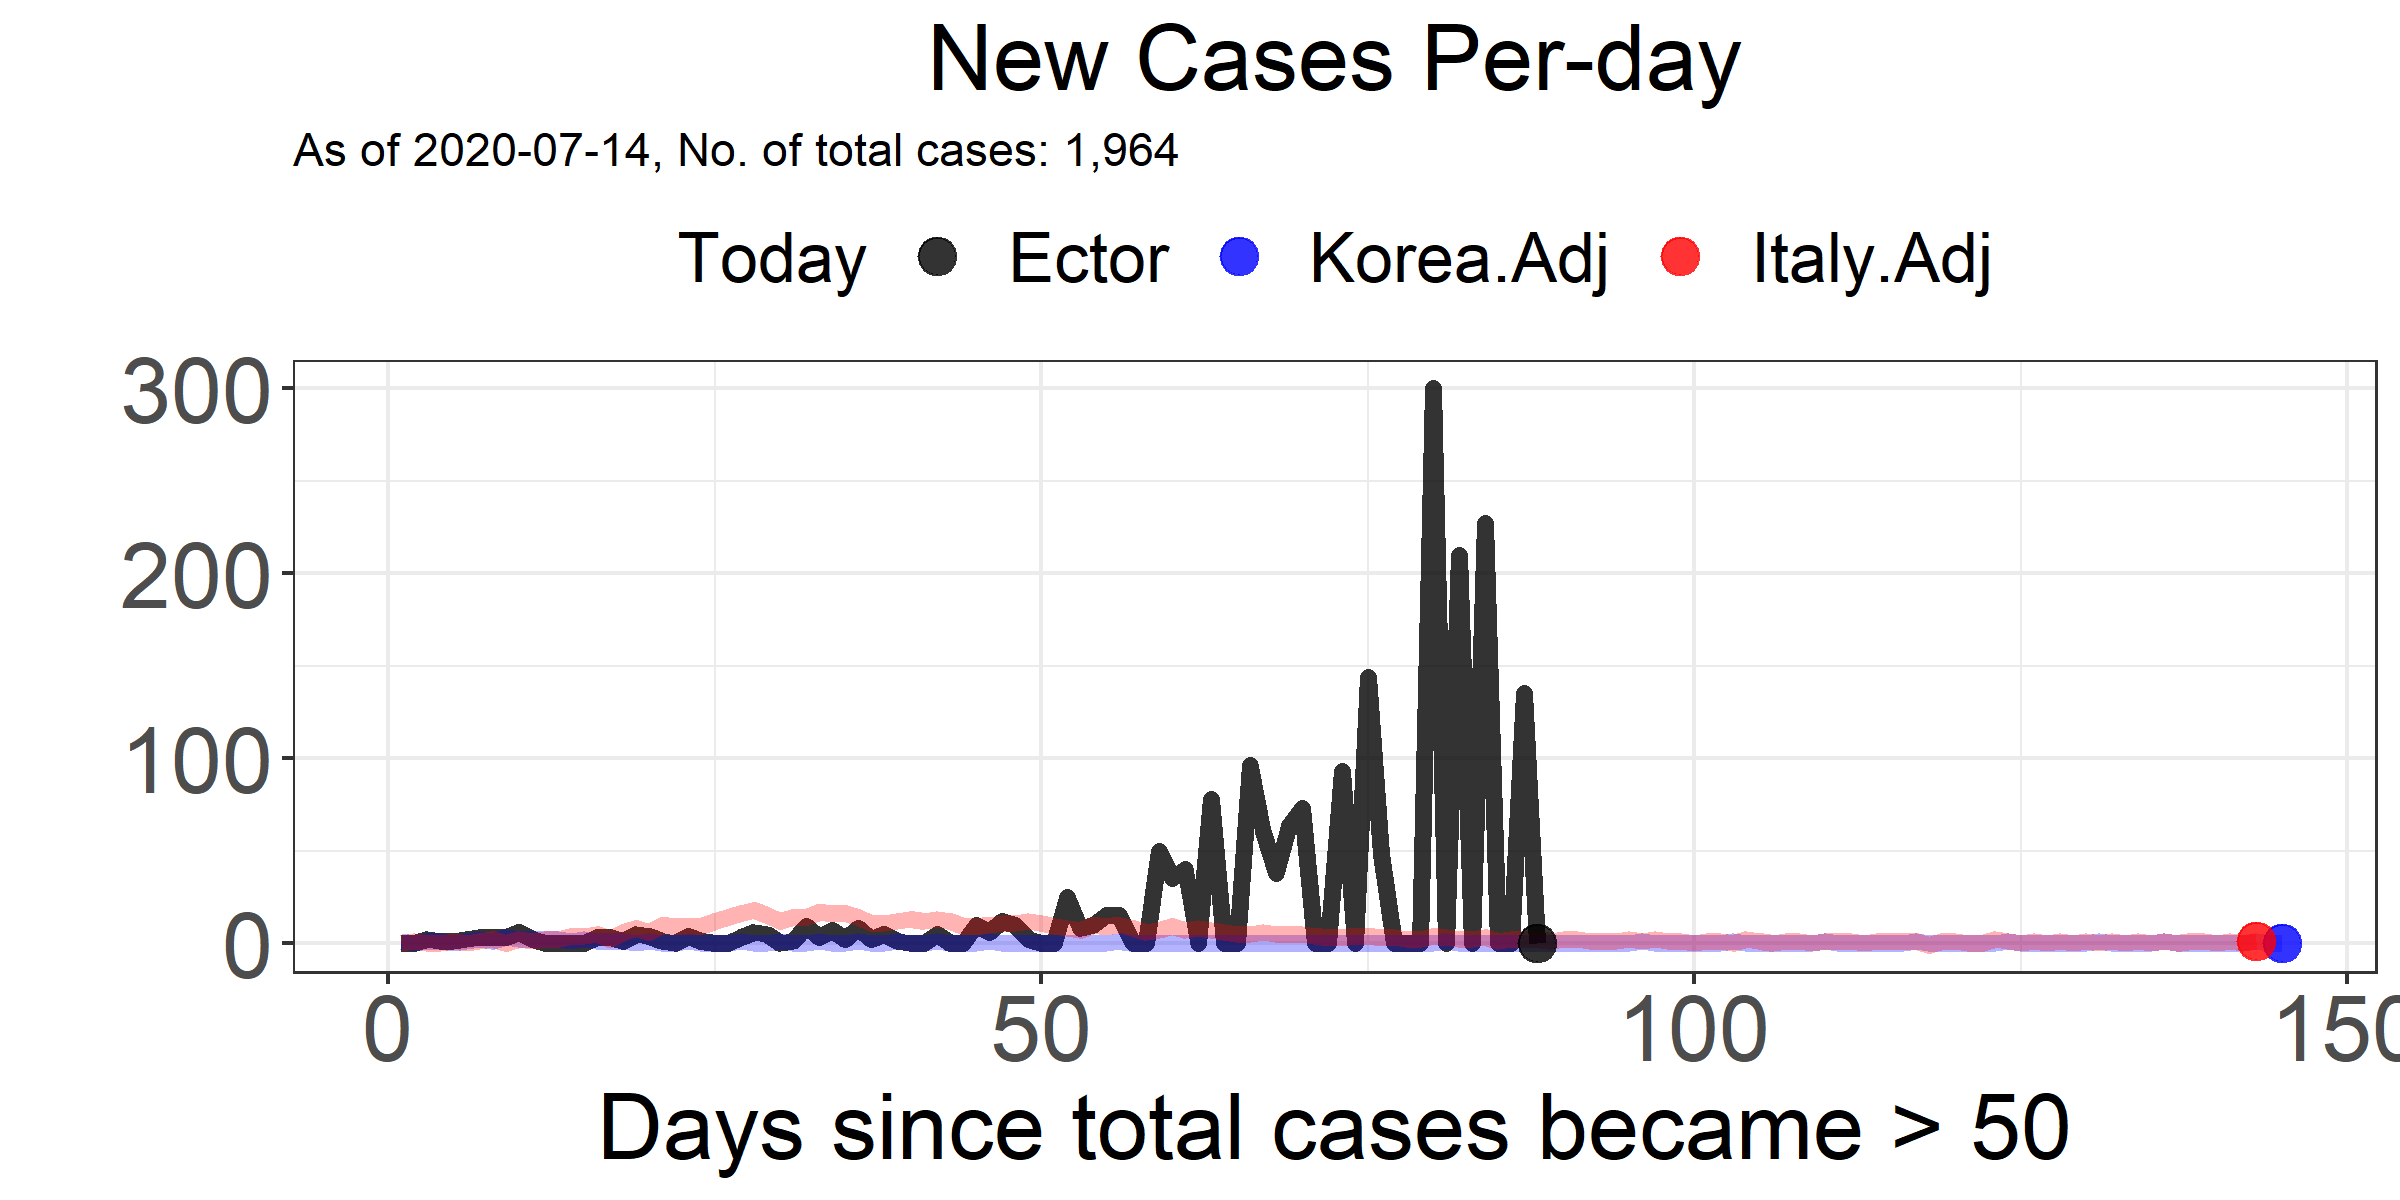 New Cases Per-day
As of 2020-07-14, No. of total cases: 1,964
Today Ector Korea.Adj Italy.Adj
300
200
100
0
0 50 100 150
Days since total cases became > 50